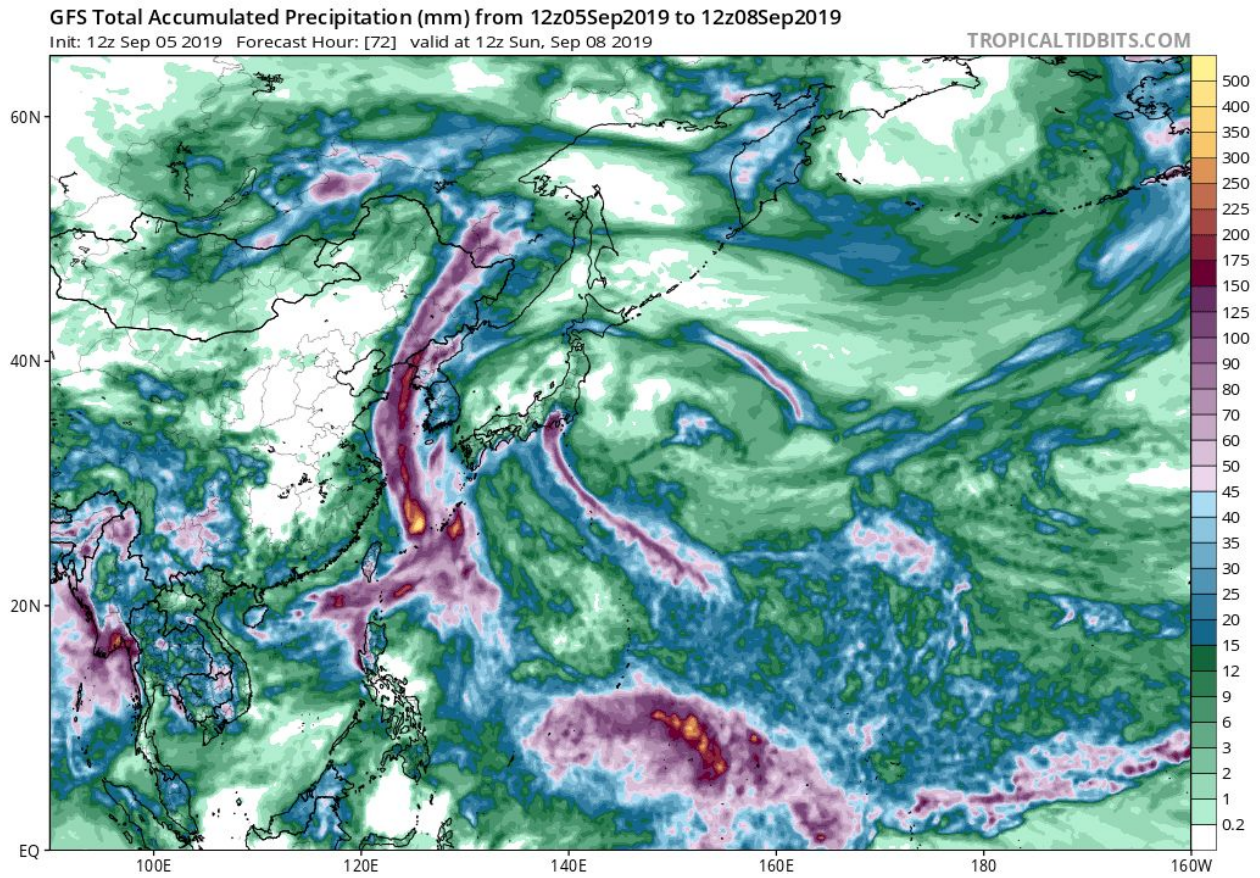 GFS Total Accumulated Precipitation (mm) from 12z05Sep2019 to 12z08Sep2019
Init: 12z Sep 05 2019 Forecast Hour: [72] valid at 12z Sun, Sep 08 2019
TROPICALTIDBITS.COM
60N
40N
20N
EQ
100E
120E
140E
160E
180
160W
500
400
350
300
250
225
200
175
150
125
100
90
80
70
60
50
45
40
35
30
25
20
15
12
9
6
3
2
1
0.2